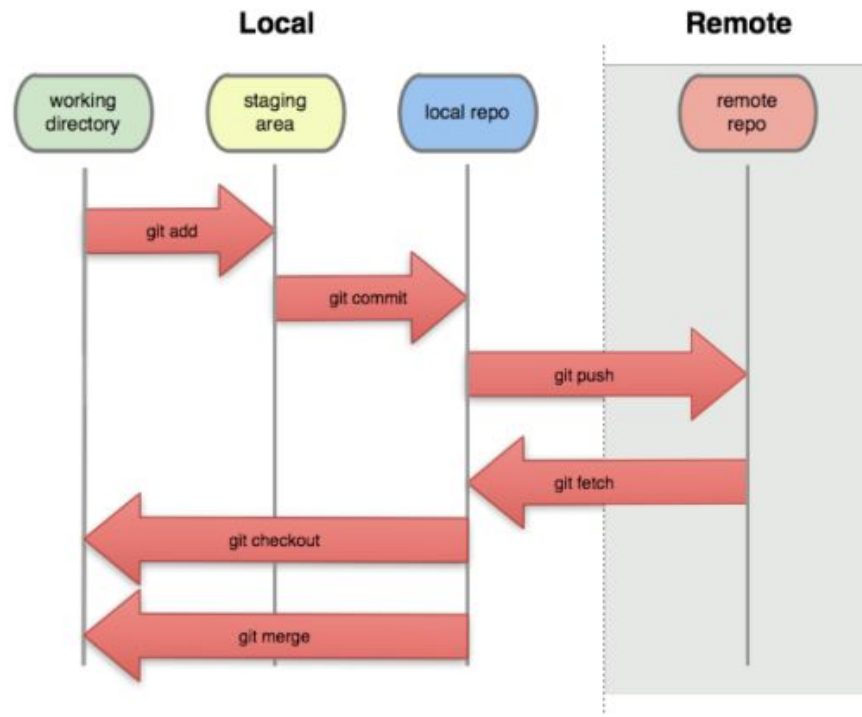 Local
Remote
working
directory
staging
area
local repo
remote
repo
git add
git commit
git push
git fetch
git checkout
git merge